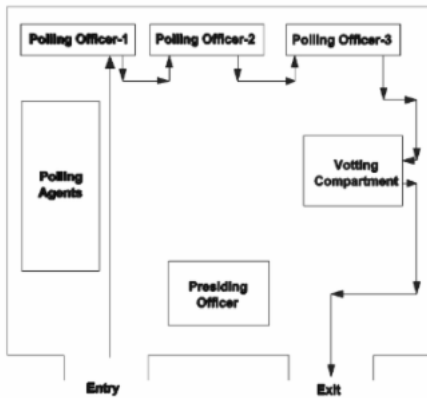 Polling Officer-1
Polling Officer-2
Polling Officer-3
Polling
Agents
Votting
Compartment
Presiding
Officer
Entry
Exit